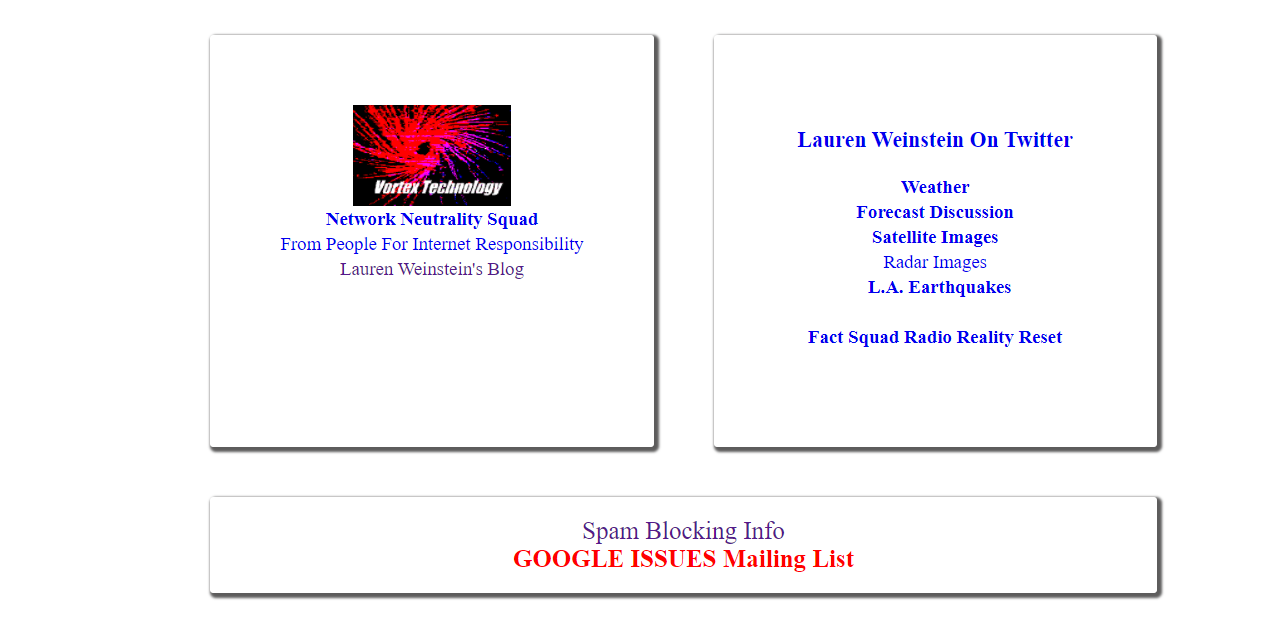 Vortex Technology
Network Neutrality Squad
From People For Internet Responsibility
Lauren Weinstein's Blog
Lauren Weinstein On Twitter
Weather
Forecast Discussion
Satellite Images
Radar Images
L.A. Earthquakes
Fact Squad Radio Reality Reset
Spam Blocking Info
GOOGLE ISSUES Mailing List